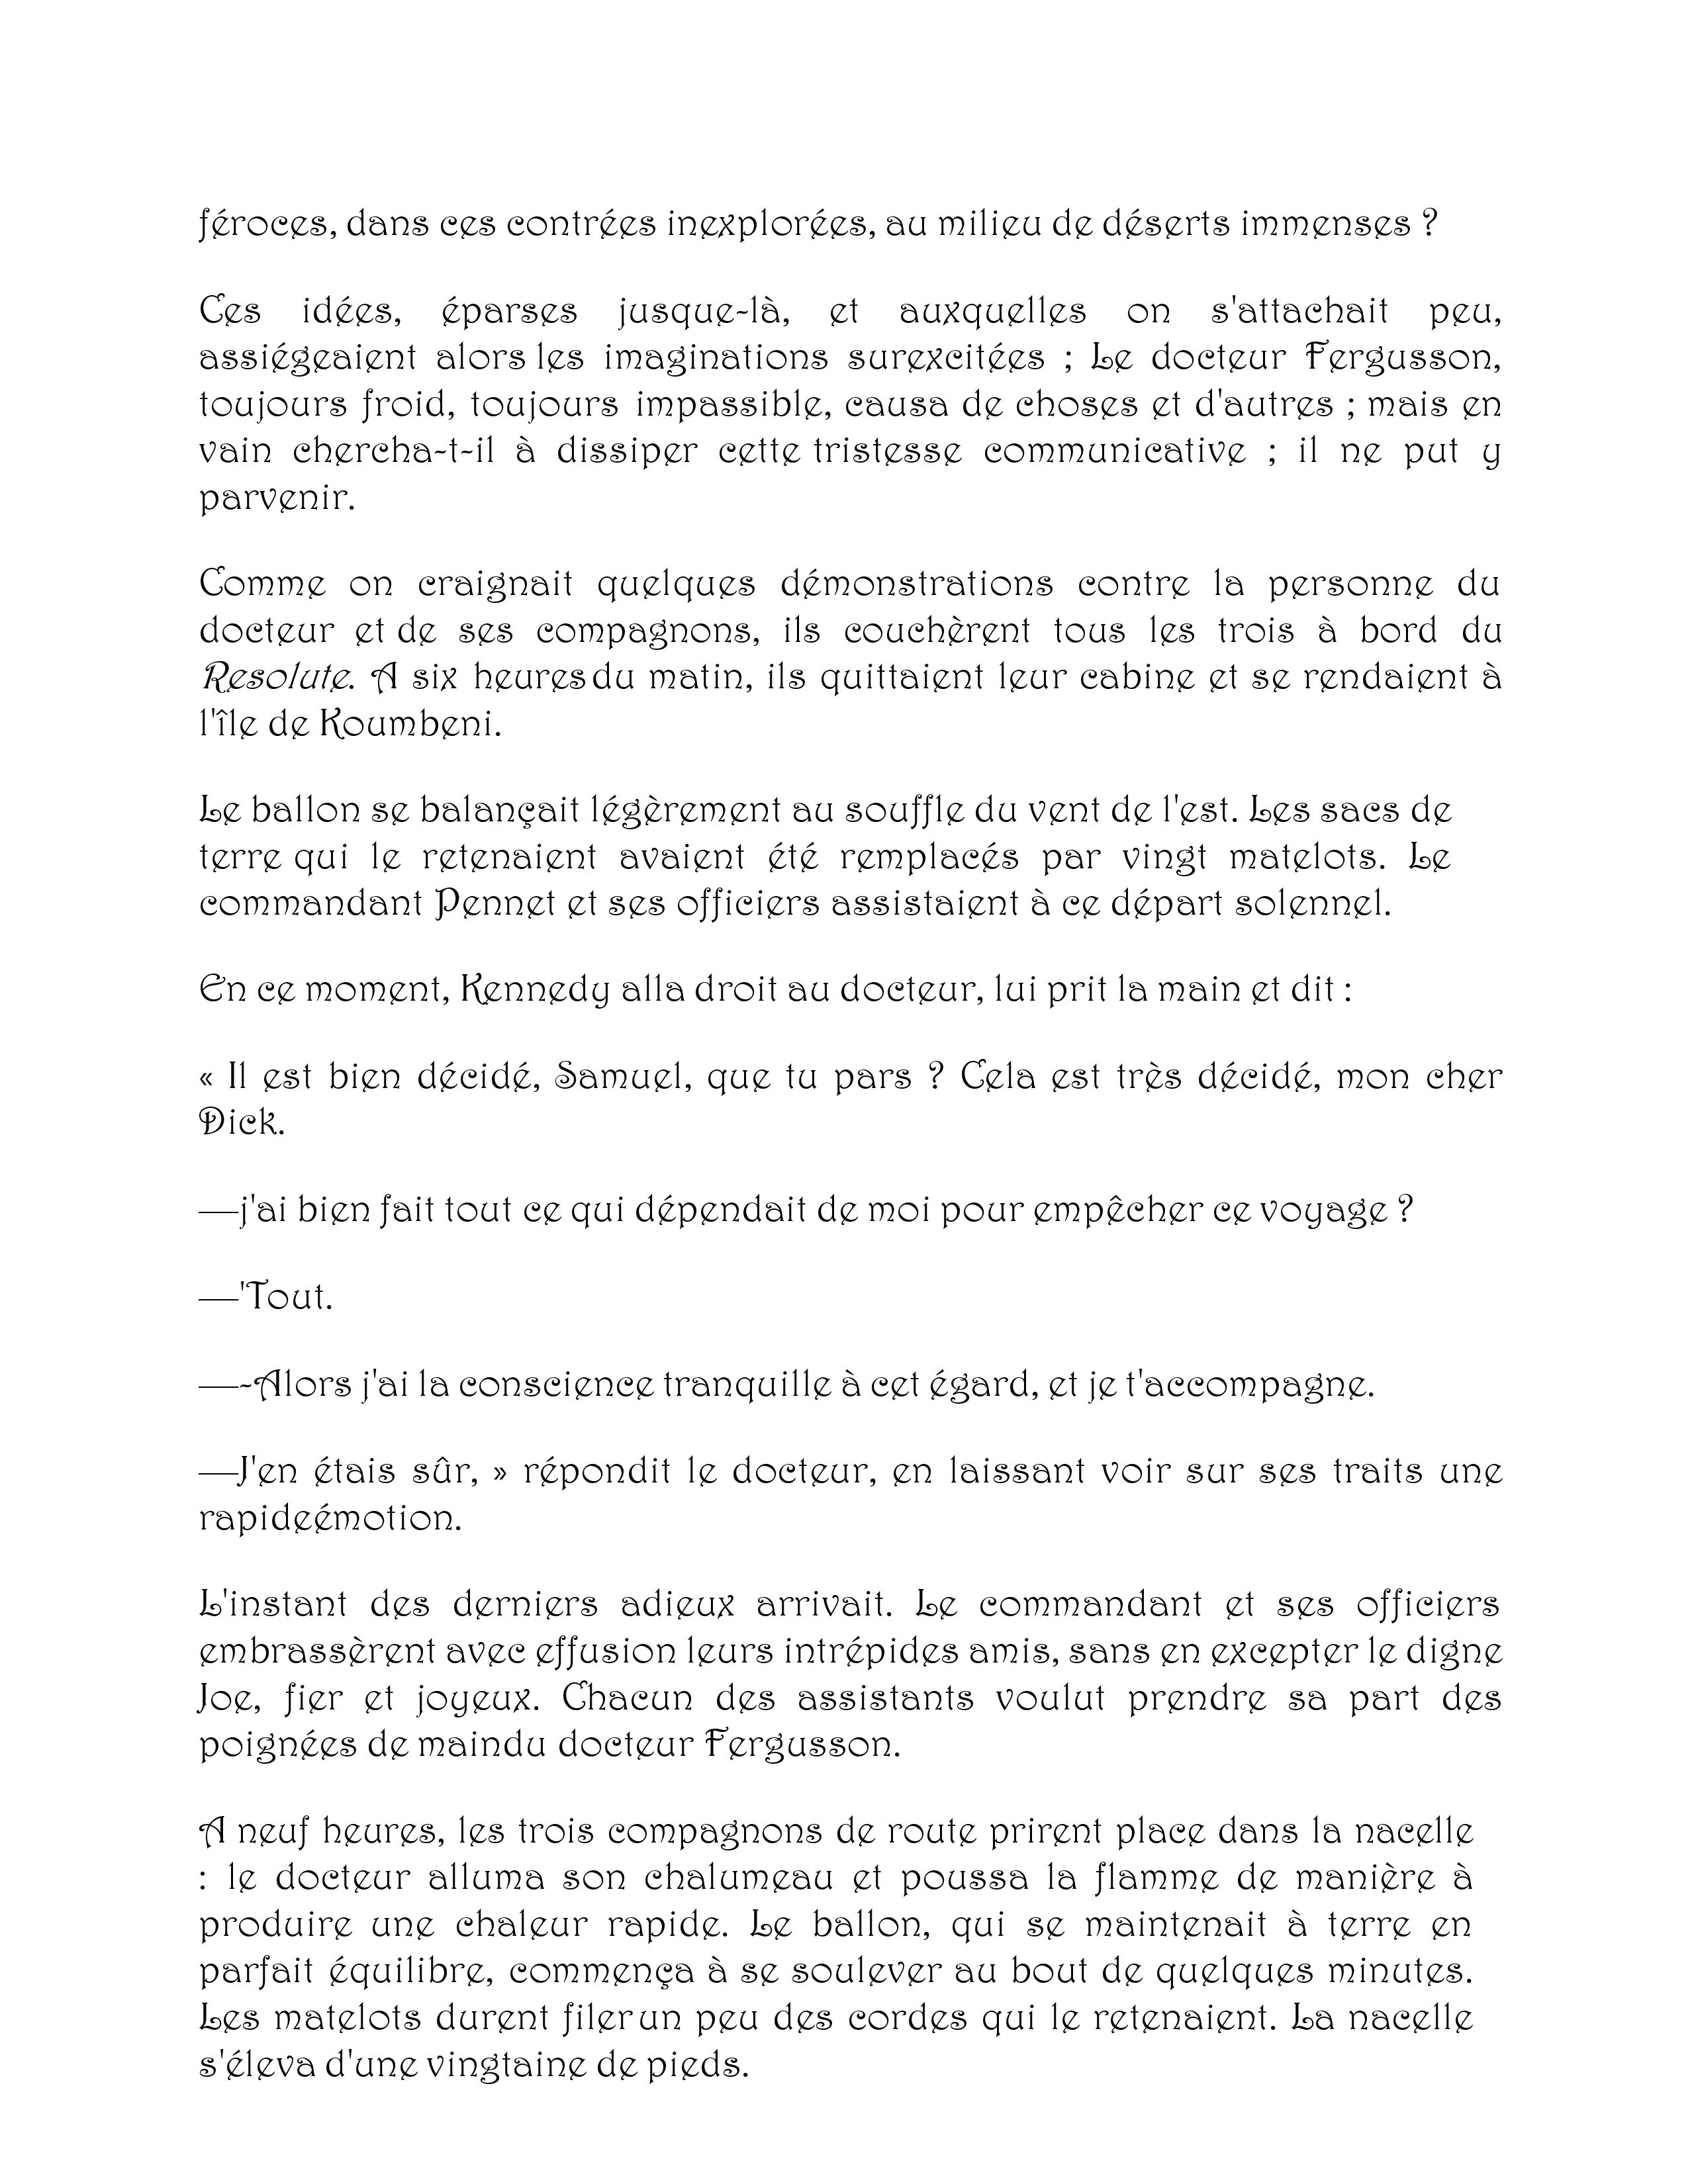 féroces, dans ces contrées inexplorées, au milieu de déserts immenses ?
Ces idées, éparses jusque-là, et auxquelles on s'attachait peu,
assiégeaient alors les imaginations surexcitées ; Le docteur Fergusson,
toujours froid, toujours impassible, causa de choses et d'autres ; mais en
vain chercha-t-il à dissiper cette tristesse communicative ; il ne put y
parvenir.
Comme on craignait quelques démonstrations contre la personne du
docteur et de ses compagnons, ils couchèrent tous les trois à bord du
Resolute. A six heures du matin, ils quittaient leur cabine et se rendaient à
l'île de Koumbeni.
Le ballon se balançait légèrement au souffle du vent de l'est. Les sacs de
terre qui le retenaient avaient été remplacés par vingt matelots. Le
commandant Pennet et ses officiers assistaient à ce départ solennel.
En ce moment, Kennedy alla droit au docteur, lui prit la main et dit :
« Il est bien décidé, Samuel, que tu pars ? Cela est très décidé, mon cher
Dick.
—j'ai bien fait tout ce qui dépendait de moi pour empêcher ce voyage ?
—'Tout.
—-Alors j'ai la conscience tranquille à cet égard, et je t'accompagne.
—J'en étais sûr, » répondit le docteur, en laissant voir sur ses traits une
rapideémotion.
L'instant des derniers adieux arrivait. Le commandant et ses officiers
embrassèrent avec effusion leurs intrépides amis, sans en excepter le digne
Joe, fier et joyeux. Chacun des assistants voulut prendre sa part des
poignées de maindu docteur Fergusson.
A neuf heures, les trois compagnons de route prirent place dans la nacelle
: le docteur alluma son chalumeau et poussa la flamme de manière à
produire une chaleur rapide. Le ballon, qui se maintenait à terre en
parfait équilibre, commença à se soulever au bout de quelques minutes.
Les matelots durent filer un peu des cordes qui le retenaient. La nacelle
s'éleva d'une vingtaine de pieds.